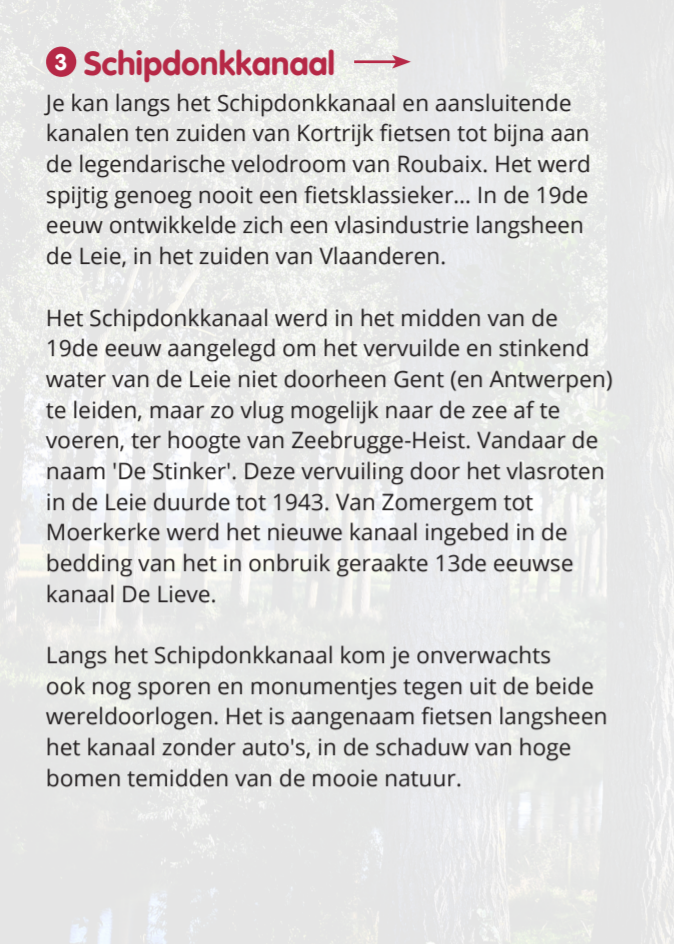 3 Schipdonkkanaal
Je kan langs het Schipdonkkanaal en aansluitende
kanalen ten zuiden van Kortrijk fietsen tot bijna aan
de legendarische velodroom van Roubaix. Het werd
spijtig genoeg nooit een fietsklassieker... In de 19de
eeuw ontwikkelde zich een vlasindustrie langsheen
de Leie, in het zuiden van Vlaanderen.

Het Schipdonkkanaal werd in het midden van de
19de eeuw aangelegd om het vervuilde en stinkend
water van de Leie niet doorheen Gent (en Antwerpen)
te leiden, maar zo vlug mogelijk naar de zee af te
voeren, ter hoogte van Zeebrugge-Heist. Vandaar de
naam 'De Stinker'. Deze vervuiling door het vlasroten
in de Leie duurde tot 1943. Van Zomergem tot
Moerkerke werd het nieuwe kanaal ingebed in de
bedding van het in onbruik geraakte 13de eeuwse
kanaal De Lieve.

Langs het Schipdonkkanaal kom je onverwachts
ook nog sporen en monumentjes tegen uit de beide
wereldoorlogen. Het is aangenaam fietsen langsheen
het kanaal zonder auto's, in de schaduw van hoge
bomen temidden van de mooie natuur.